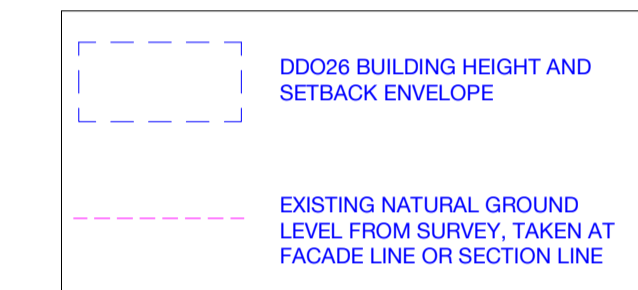 DDO26 BUILDING HEIGHT AND
SETBACK ENVELOPE
EXISTING NATURAL GROUND
LEVEL FROM SURVEY, TAKEN AT
FACADE LINE OR SECTION LINE